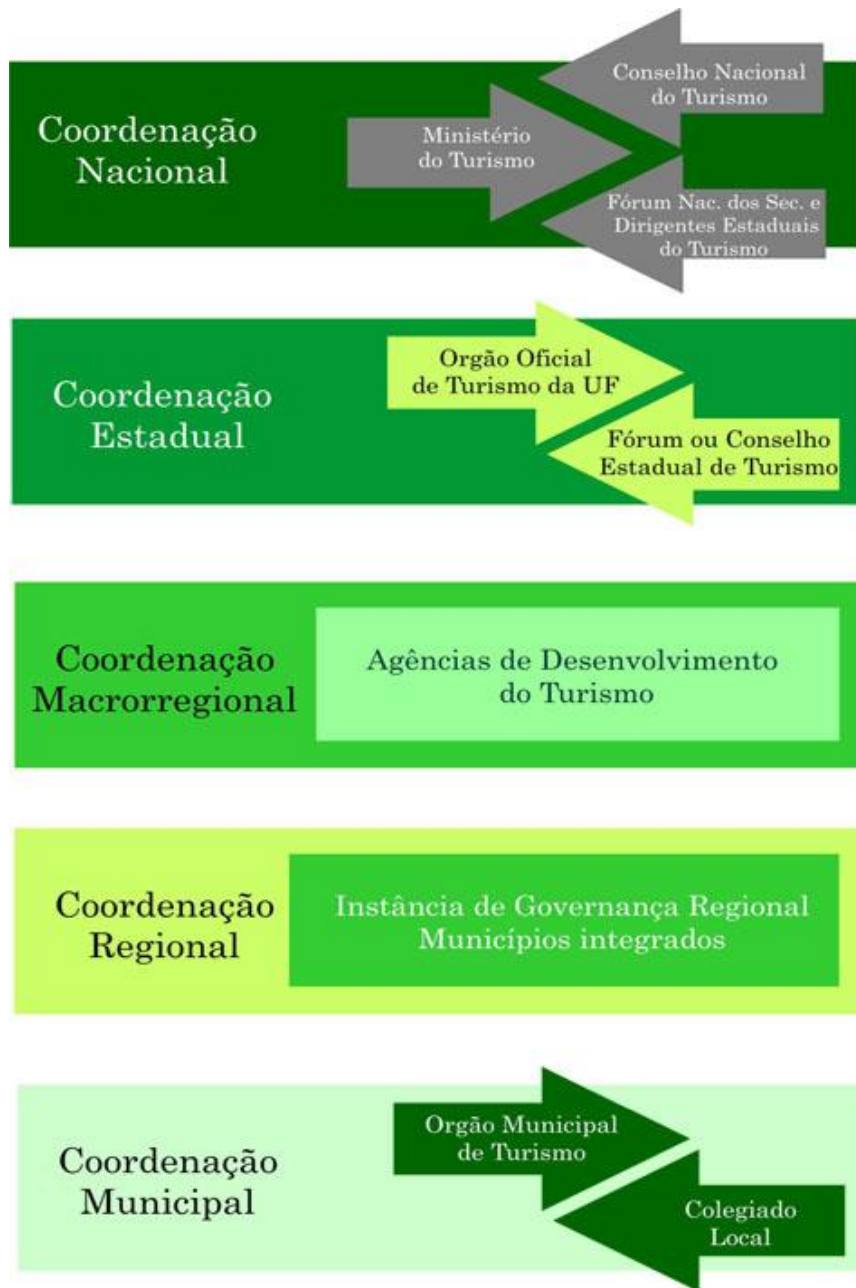 Coordenação
Nacional
Ministério
do Turismo
Conselho Nacional
do Turismo
Fórum Nac. dos Sec. e
Dirigentes Estaduais
do Turismo
Coordenação
Estadual
Orgão Oficial
de Turismo da UF
Fórum ou Conselho
Estadual de Turismo
Coordenação
Macrorregional
Agências de Desenvolvimento
do Turismo
Coordenação
Regional
Instância de Governança Regional
Municípios integrados
Coordenação
Municipal
Orgão Municipal
de Turismo
Colegiado
Local